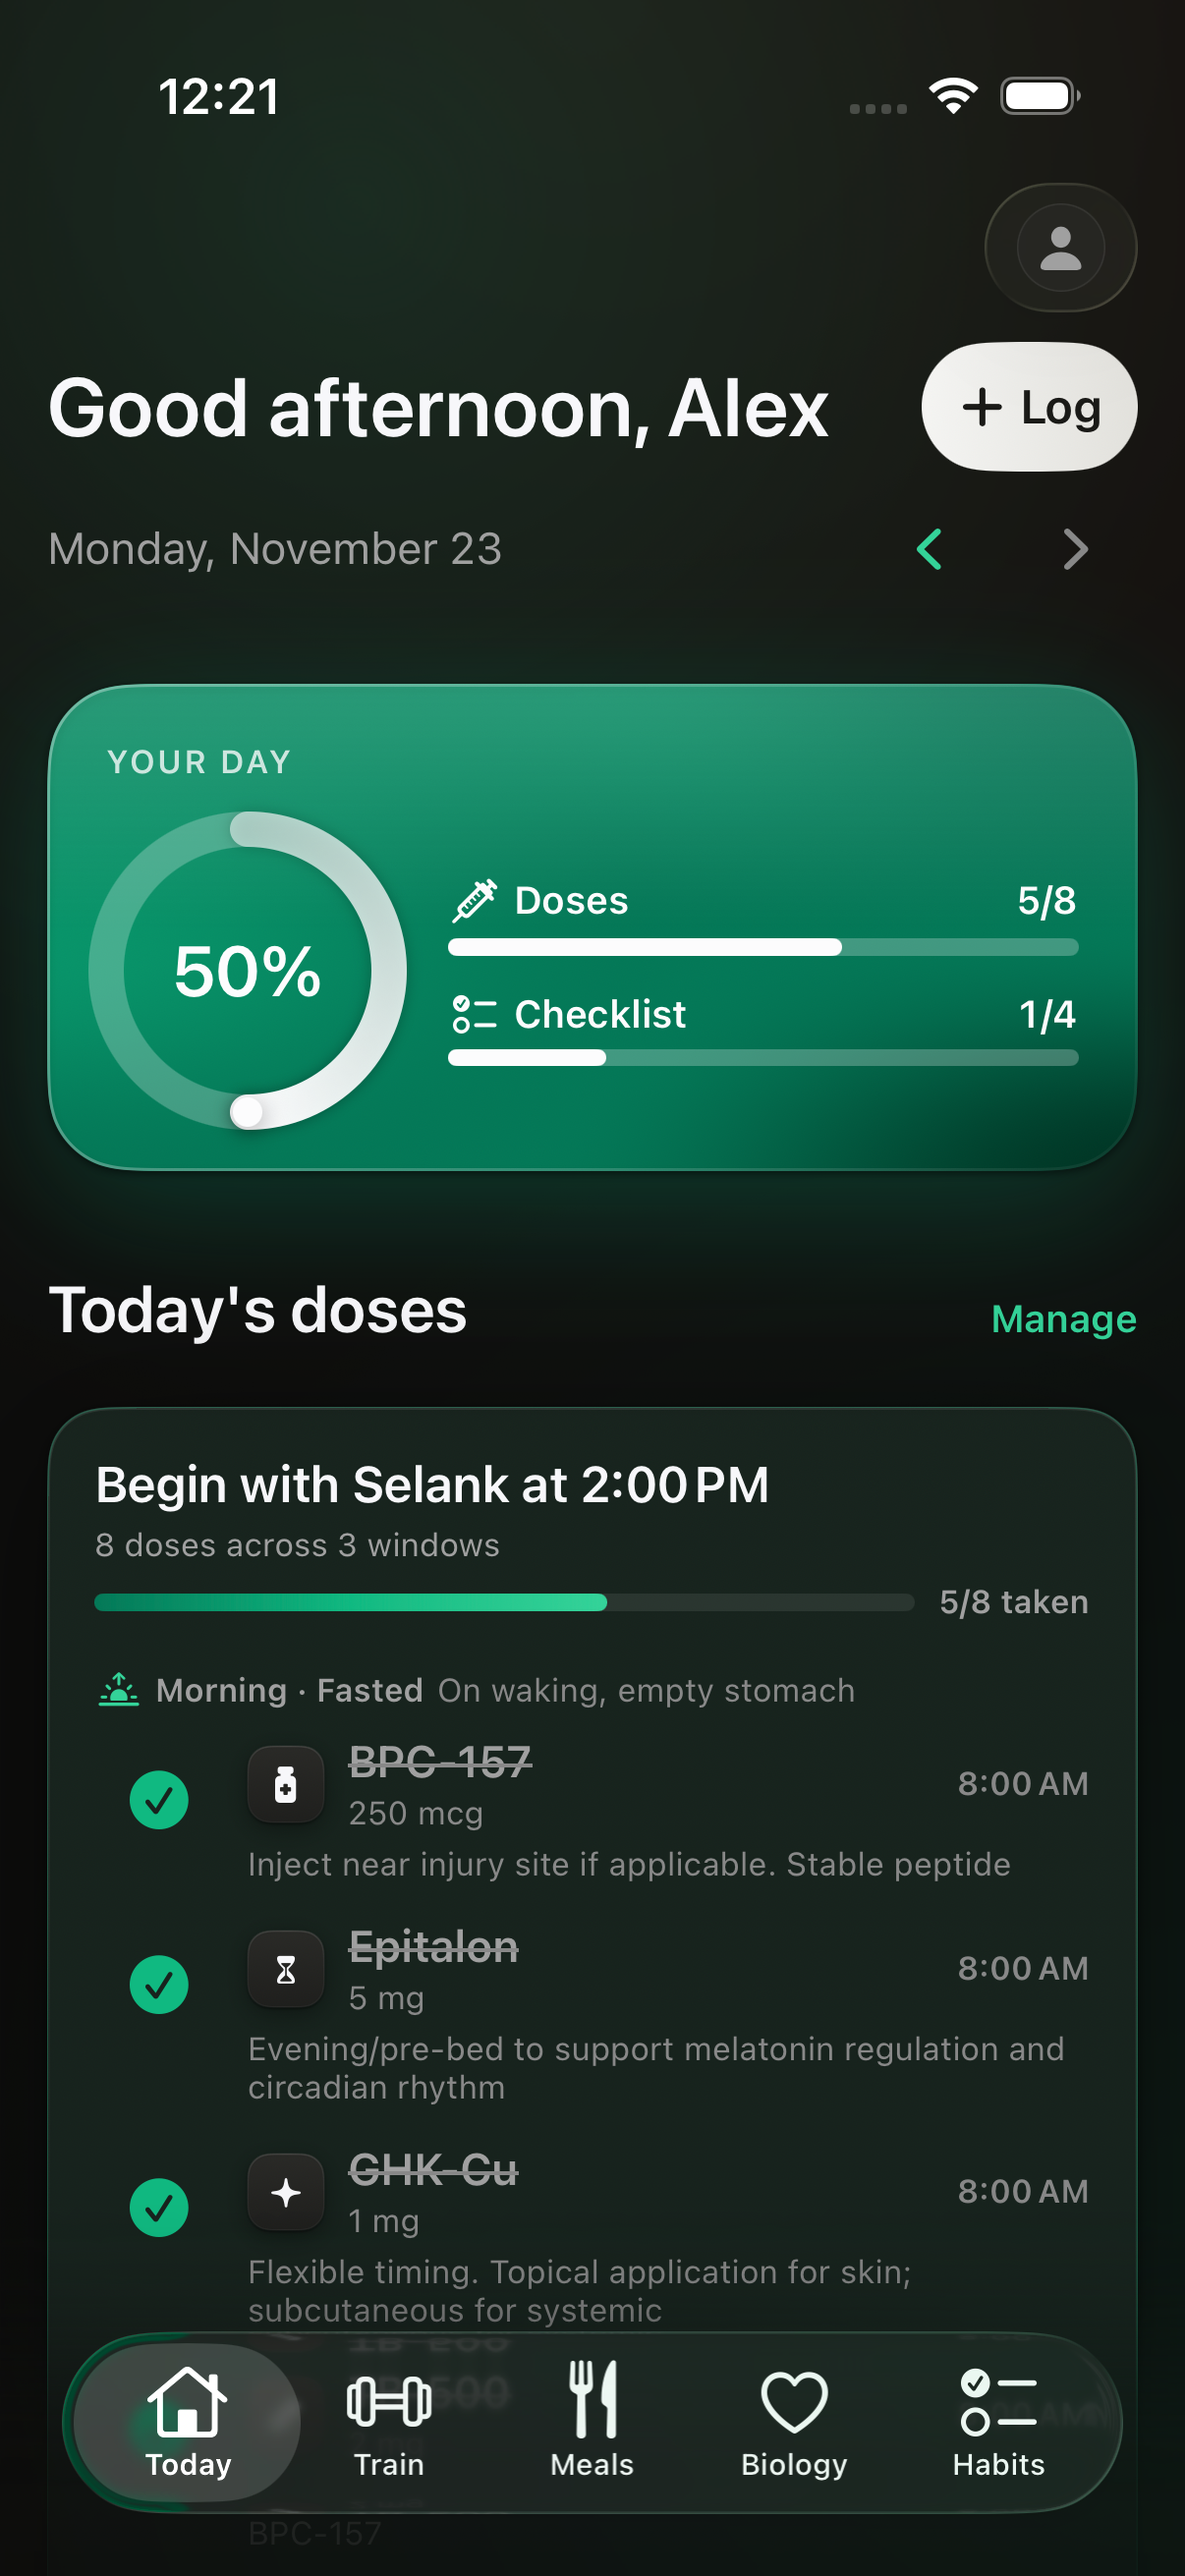 12:21
Good afternoon, Alex
+ Log
Monday, November 23
YOUR DAY
50%
Doses 5/8
Checklist 1/4
Today's doses
Manage
Begin with Selank at 2:00 PM
8 doses across 3 windows
5/8 taken
Morning · Fasted On waking, empty stomach
BPC-157
8:00 AM
250 mcg
Inject near injury site if applicable. Stable peptide
Epitalon
8:00 AM
5 mg
Evening/pre-bed to support melatonin regulation and
circadian rhythm
GHK-Cu
8:00 AM
1 mg
Flexible timing. Topical application for skin;
subcutaneous for systemic
Today
Train
Meals
Biology
Habits
BPC-157